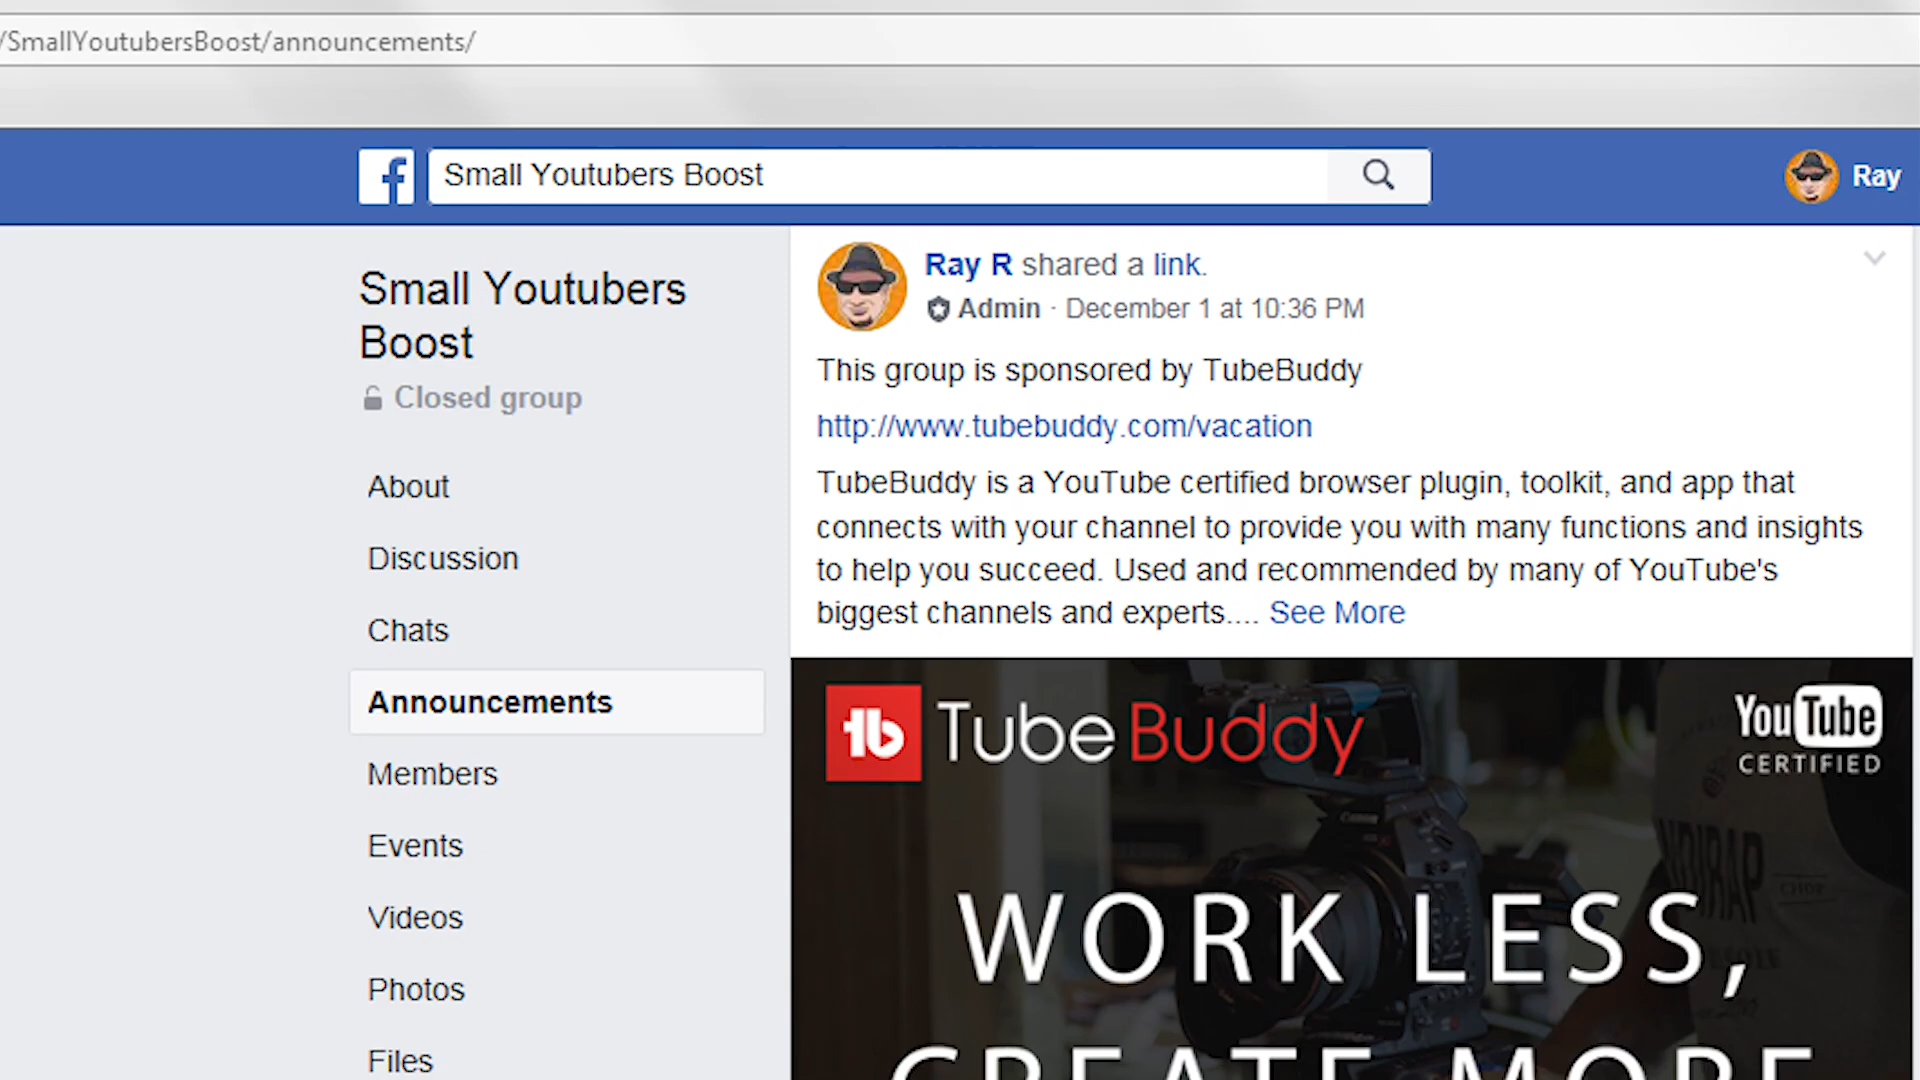 /SmallYoutubersBoost/announcements/
f Small Youtubers Boost
Ray
Small Youtubers
Boost
Closed group
About
Discussion
Chats
Announcements
Members
Events
Videos
Photos
Files
Ray R shared a link.
Admin · December 1 at 10:36 PM
This group is sponsored by TubeBuddy
http://www.tubebuddy.com/vacation
TubeBuddy is a YouTube certified browser plugin, toolkit, and app that
connects with your channel to provide you with many functions and insights
to help you succeed. Used and recommended by many of YouTube's
biggest channels and experts.... See More
tb TubeBuddy
YouTube
CERTIFIED
Canon
WORK LESS,
CREATE MORE